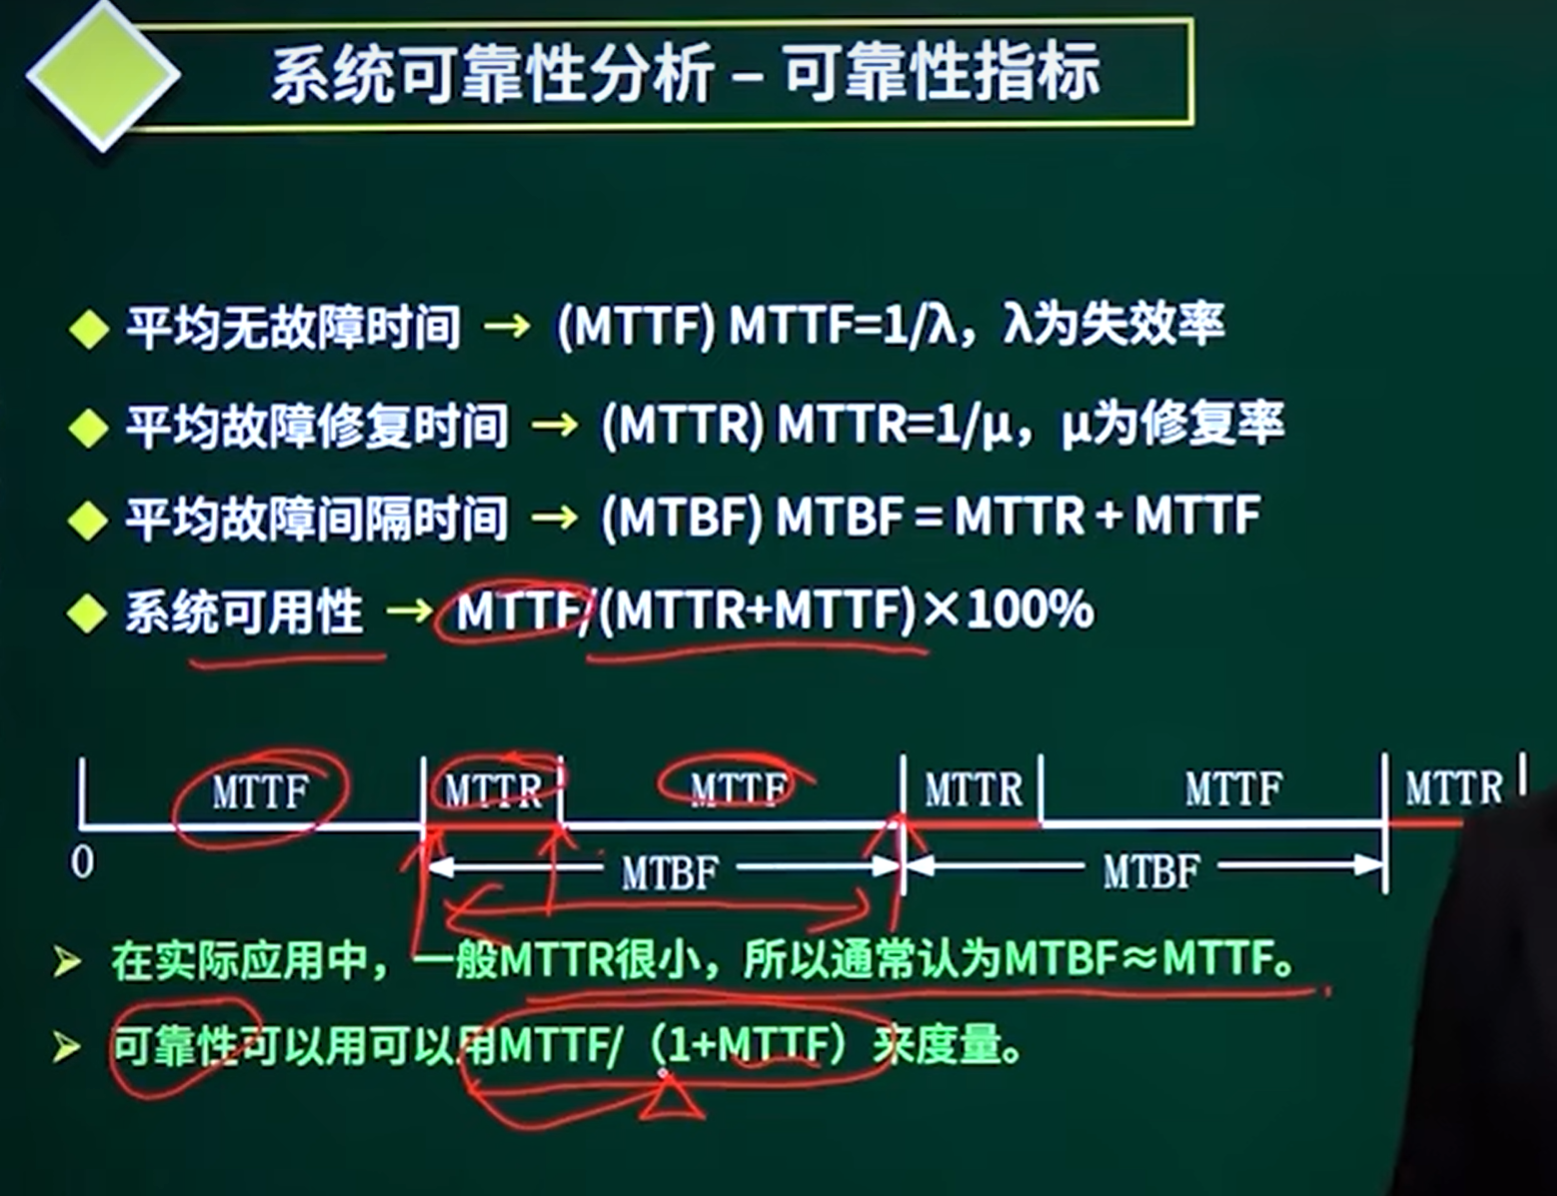 系统可靠性分析 – 可靠性指标
平均无故障时间 → (MTTF) MTTF=1/λ，λ为失效率
平均故障修复时间 → (MTTR) MTTR=1/μ，μ为修复率
平均故障间隔时间 → (MTBF) MTBF = MTTR + MTTF
系统可用性 → MTTF/(MTTR+MTTF)×100%
MTTF MTTR MTTF MTTR MTTF MTTR
0 MTBF MTBF
在实际应用中，一般MTTR很小，所以通常认为MTBF≈MTTF。
可靠性可以用可以用MTTF/（1+MTTF）来度量。